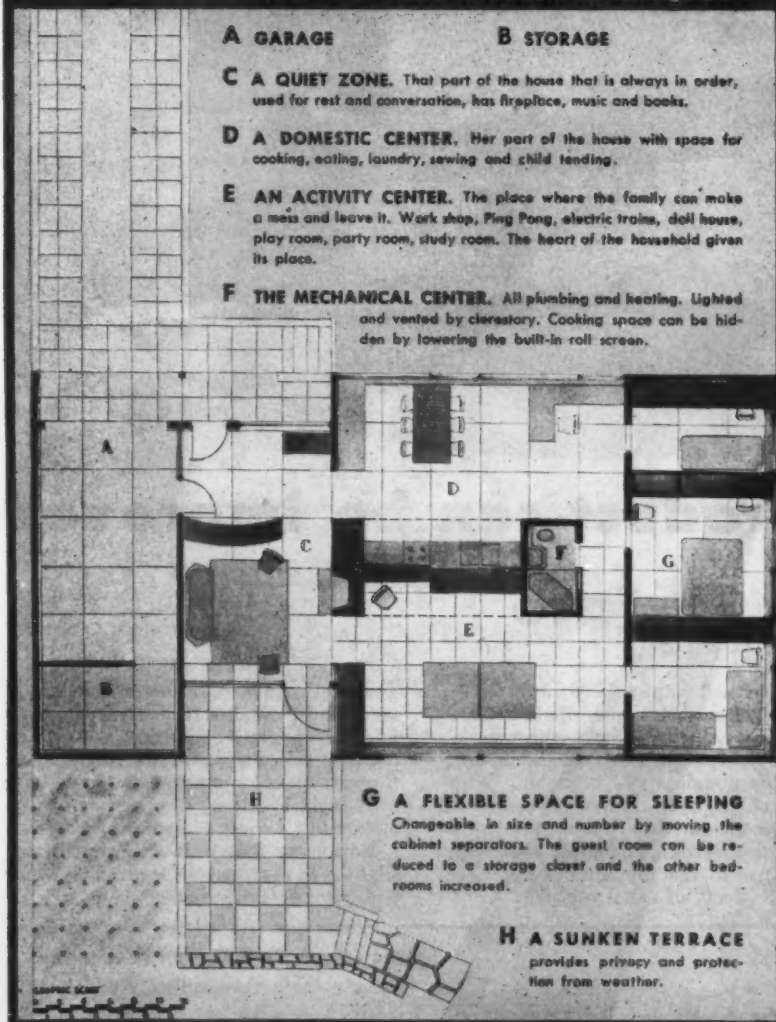 A GARAGE B STORAGE
C A QUIET ZONE. That part of the house that is always in order,
used for rest and conversation, has fireplace, music and books.
D A DOMESTIC CENTER. Her part of the house with space for
cooking, eating, laundry, sewing and child tending.
E AN ACTIVITY CENTER. The place where the family can make
a mess and leave it. Work shop, Ping Pong, electric trains, doll house,
play room, party room, study room. The heart of the household given
its place.
F THE MECHANICAL CENTER. All plumbing and heating. Lighted
and vented by clerestory. Cooking space can be hid-
den by lowering the built-in roll screen.
A
D
C
F
G
E
B
H
G A FLEXIBLE SPACE FOR SLEEPING
Changeable in size and number by moving the
cabinet separators. The guest room can be re-
duced to a storage closet and the other bed-
rooms increased.
H A SUNKEN TERRACE
provides privacy and protec-
tion from weather.
GRAPHIC SCALE